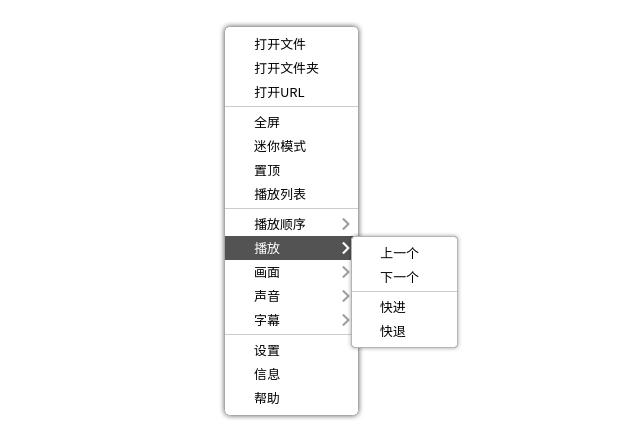 打开文件
打开文件夹
打开URL
全屏
迷你模式
置顶
播放列表
播放顺序
播放
画面
声音
字幕
设置
信息
帮助
上一个
下一个
快进
快退